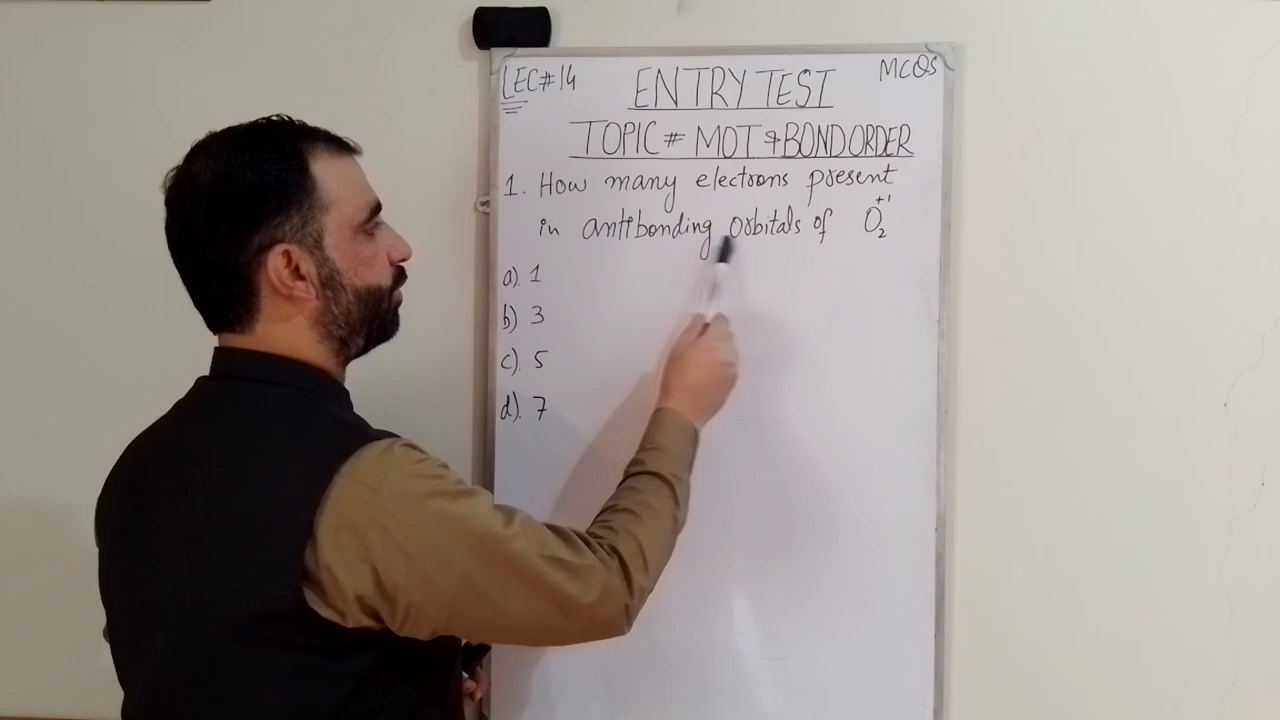 LEC#14
ENTRY TEST
MCQS
TOPIC # MOT & BOND ORDER
1. How many electrons present
in antibonding orbitals of O₂⁺¹
a). 1
b) 3
c). 5
d). 7